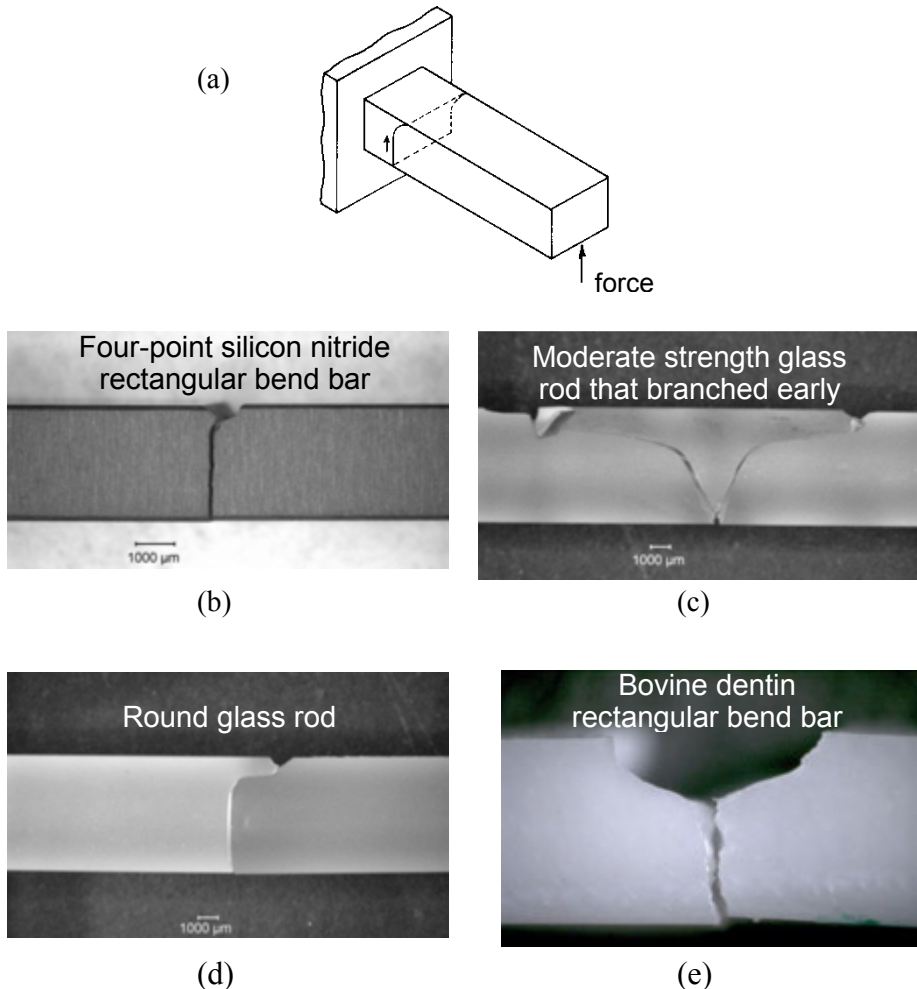 (a)
force
Four-point silicon nitride
rectangular bend bar
1000 µm
(b)
Moderate strength glass
rod that branched early
1000 µm
(c)
Round glass rod
1000 µm
(d)
Bovine dentin
rectangular bend bar
(e)